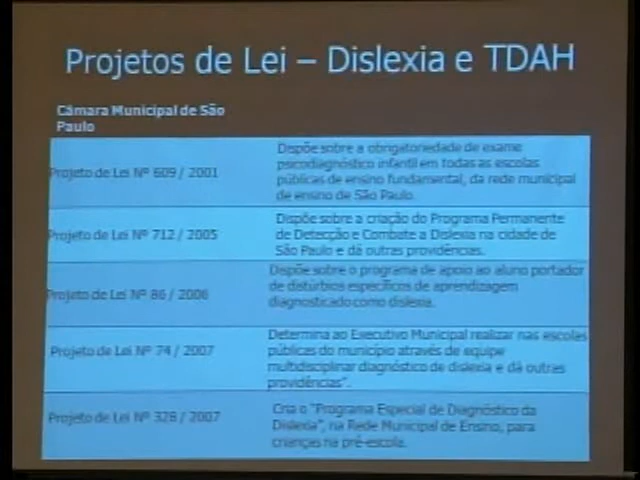 Projetos de Lei – Dislexia e TDAH
Câmara Municipal de São
Paulo
Projeto de Lei Nº 609 / 2001
Dispõe sobre a obrigatoriedade de exame
psicodiagnóstico infantil em todas as escolas
públicas de ensino fundamental, da rede municipal
de ensino de São Paulo.
Projeto de Lei Nº 712 / 2005
Dispõe sobre a criação do Programa Permanente
de Detecção e Combate a Dislexia na cidade de
São Paulo e dá outras providências.
Projeto de Lei Nº 86 / 2006
Dispõe sobre o programa de apoio ao aluno portador
de distúrbios específicos de aprendizagem
diagnosticado como dislexia.
Projeto de Lei Nº 74 / 2007
Determina ao Executivo Municipal realizar nas escolas
públicas do município através de equipe
multidisciplinar diagnóstico de dislexia e dá outras
providências”.
Projeto de Lei Nº 328 / 2007
Cria o “Programa Especial de Diagnóstico da
Dislexia”, na Rede Municipal de Ensino, para
crianças na pré-escola.